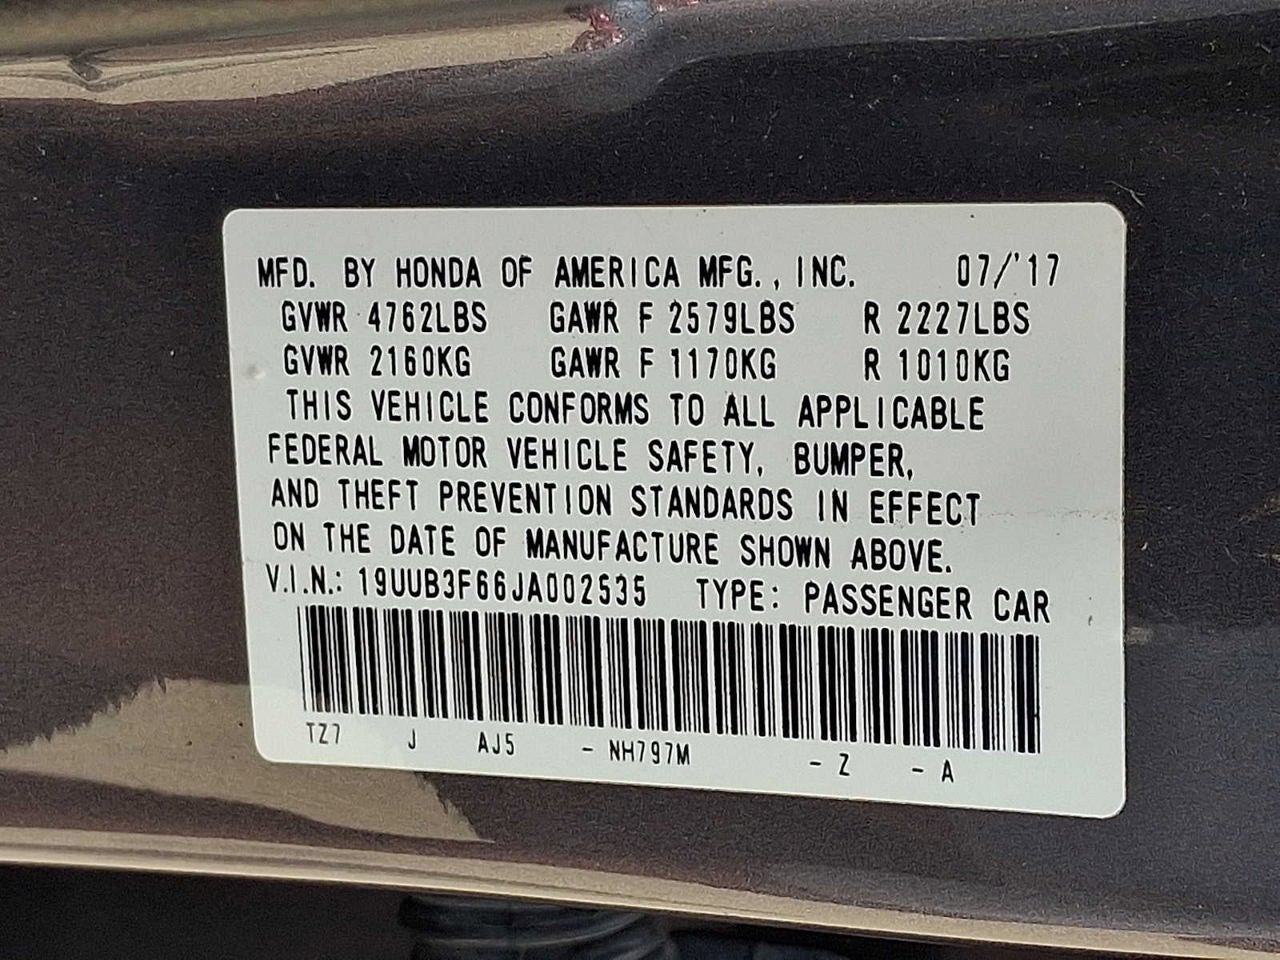 MFD. BY HONDA OF AMERICA MFG., INC. 07/'17
GVWR 4762LBS GAWR F 2579LBS R 2227LBS
GVWR 2160KG GAWR F 1170KG R 1010KG
THIS VEHICLE CONFORMS TO ALL APPLICABLE
FEDERAL MOTOR VEHICLE SAFETY, BUMPER,
AND THEFT PREVENTION STANDARDS IN EFFECT
ON THE DATE OF MANUFACTURE SHOWN ABOVE.
V.I.N.: 19UUB3F66JA002535 TYPE: PASSENGER CAR
TZ7 J AJ5 - NH797M - Z - A